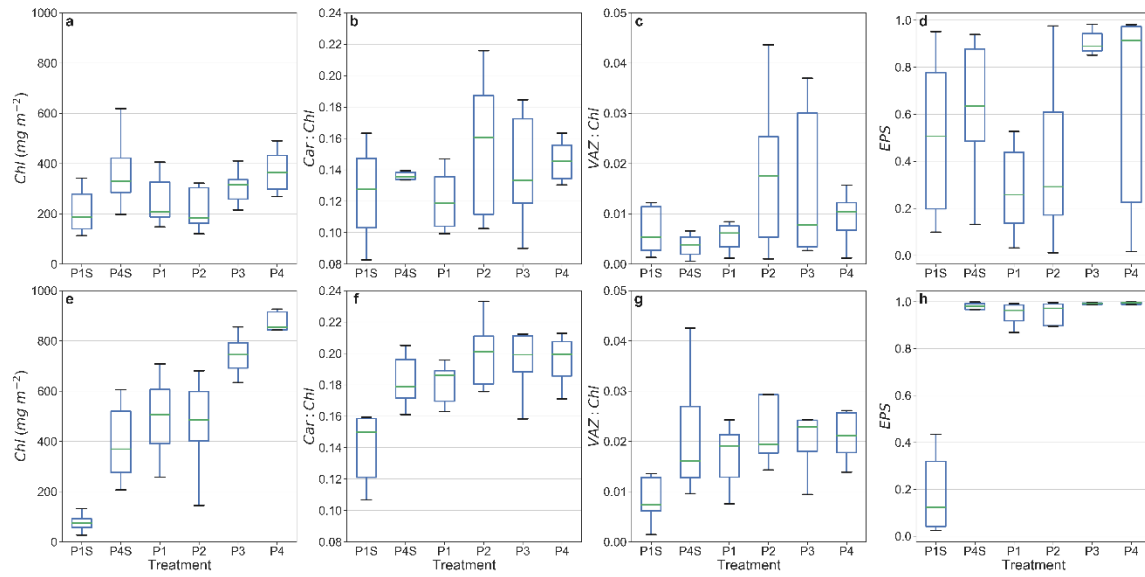 a
Chl (mg m⁻²)
1000
800
600
400
200
0
P1S P4S P1 P2 P3 P4
b
Car : Chl
0.24
0.22
0.20
0.18
0.16
0.14
0.12
0.10
0.08
P1S P4S P1 P2 P3 P4
c
VAZ : Chl
0.05
0.04
0.03
0.02
0.01
0.00
P1S P4S P1 P2 P3 P4
d
EPS
1.0
0.8
0.6
0.4
0.2
0.0
P1S P4S P1 P2 P3 P4
e
Chl (mg m⁻²)
1000
800
600
400
200
0
P1S P4S P1 P2 P3 P4
Treatment
f
Car : Chl
0.24
0.22
0.20
0.18
0.16
0.14
0.12
0.10
0.08
P1S P4S P1 P2 P3 P4
Treatment
g
VAZ : Chl
0.05
0.04
0.03
0.02
0.01
0.00
P1S P4S P1 P2 P3 P4
Treatment
h
EPS
1.0
0.8
0.6
0.4
0.2
0.0
P1S P4S P1 P2 P3 P4
Treatment